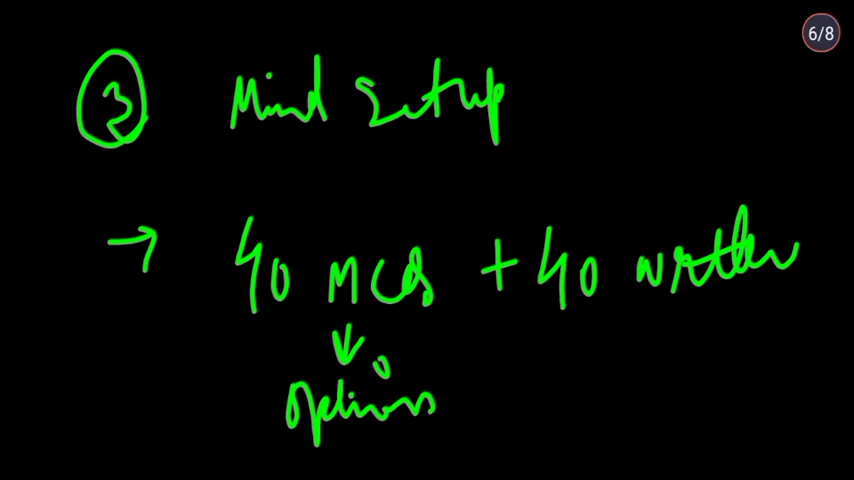 6/8
③ Mind Setup
→ 40 MCQs + 40 written
↓
options